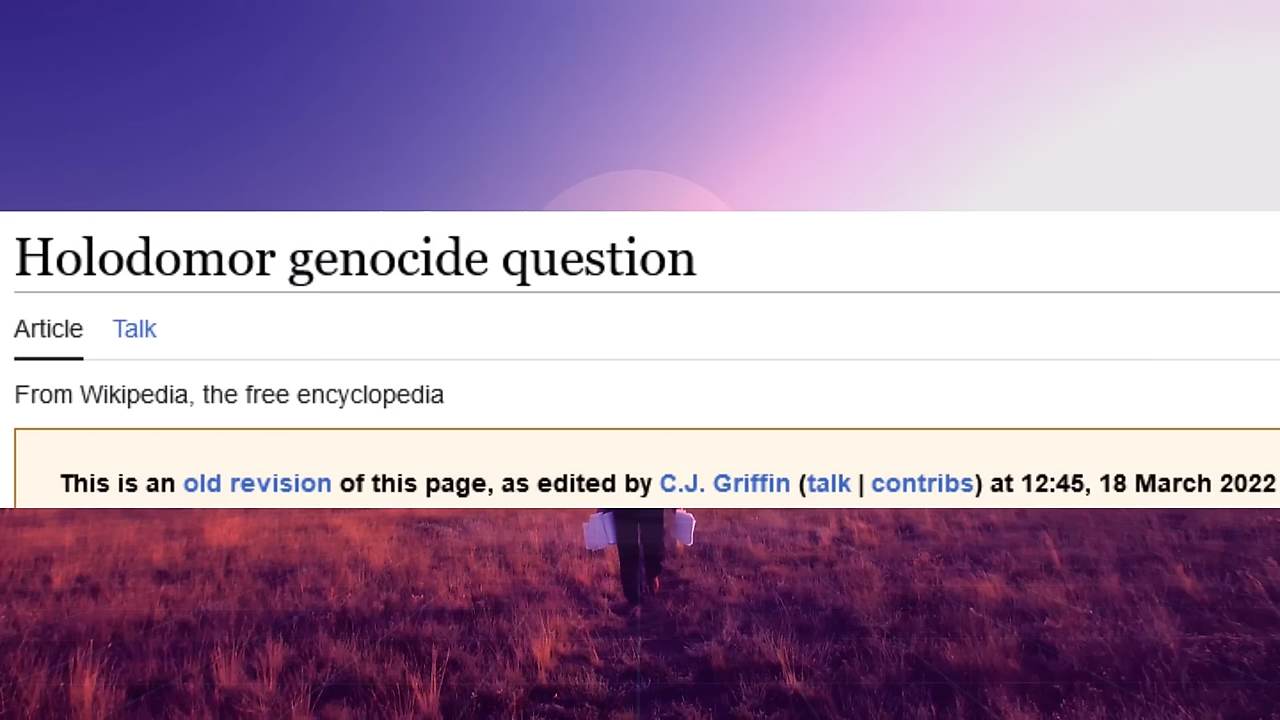 Holodomor genocide question
Article Talk
From Wikipedia, the free encyclopedia
This is an old revision of this page, as edited by C.J. Griffin (talk | contribs) at 12:45, 18 March 2022